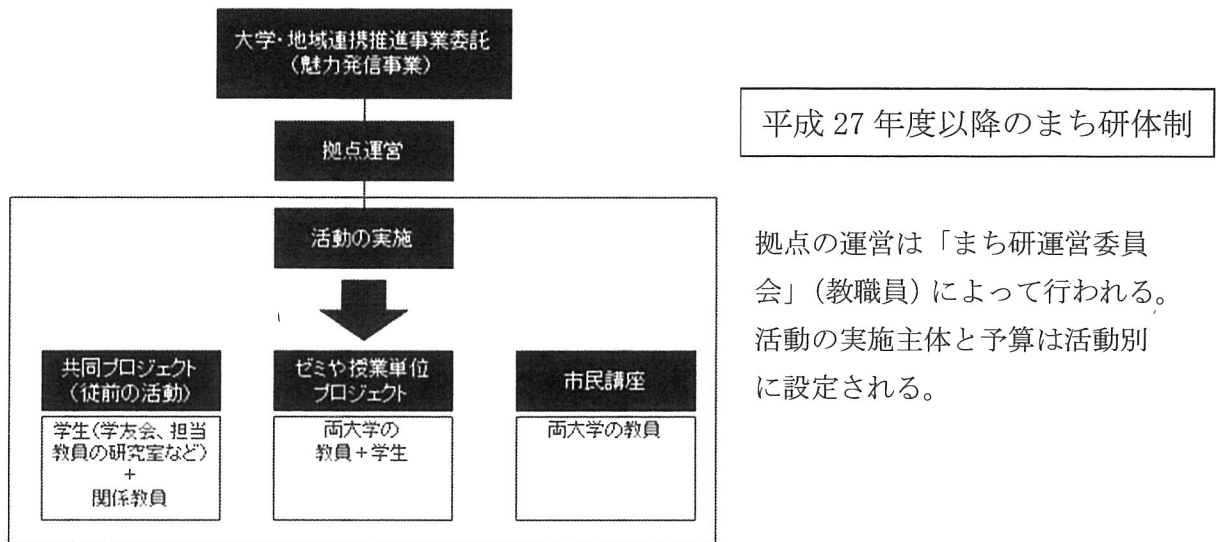 大学・地域連携推進事業委託
(魅力発信事業)
拠点運営
活動の実施
共同プロジェクト
(従前の活動)
学生(学友会、担当
教員の研究室など)
+
関係教員
ゼミや授業単位
プロジェクト
両大学の
教員+学生
市民講座
両大学の教員
平成 27 年度以降のまち研体制
拠点の運営は「まち研運営委員
会」(教職員)によって行われる。
活動の実施主体と予算は活動別
に設定される。